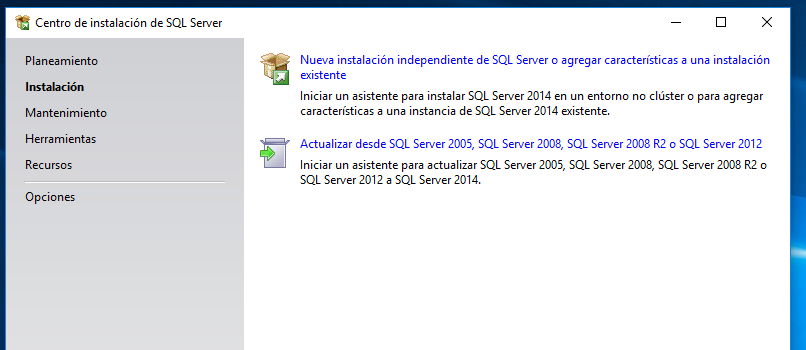 Centro de instalación de SQL Server
Planeamiento
Instalación
Mantenimiento
Herramientas
Recursos
Opciones
Nueva instalación independiente de SQL Server o agregar características a una instalación
existente
Iniciar un asistente para instalar SQL Server 2014 en un entorno no clúster o para agregar
características a una instancia de SQL Server 2014 existente.
Actualizar desde SQL Server 2005, SQL Server 2008, SQL Server 2008 R2 o SQL Server 2012
Iniciar un asistente para actualizar SQL Server 2005, SQL Server 2008, SQL Server 2008 R2 o
SQL Server 2012 a SQL Server 2014.